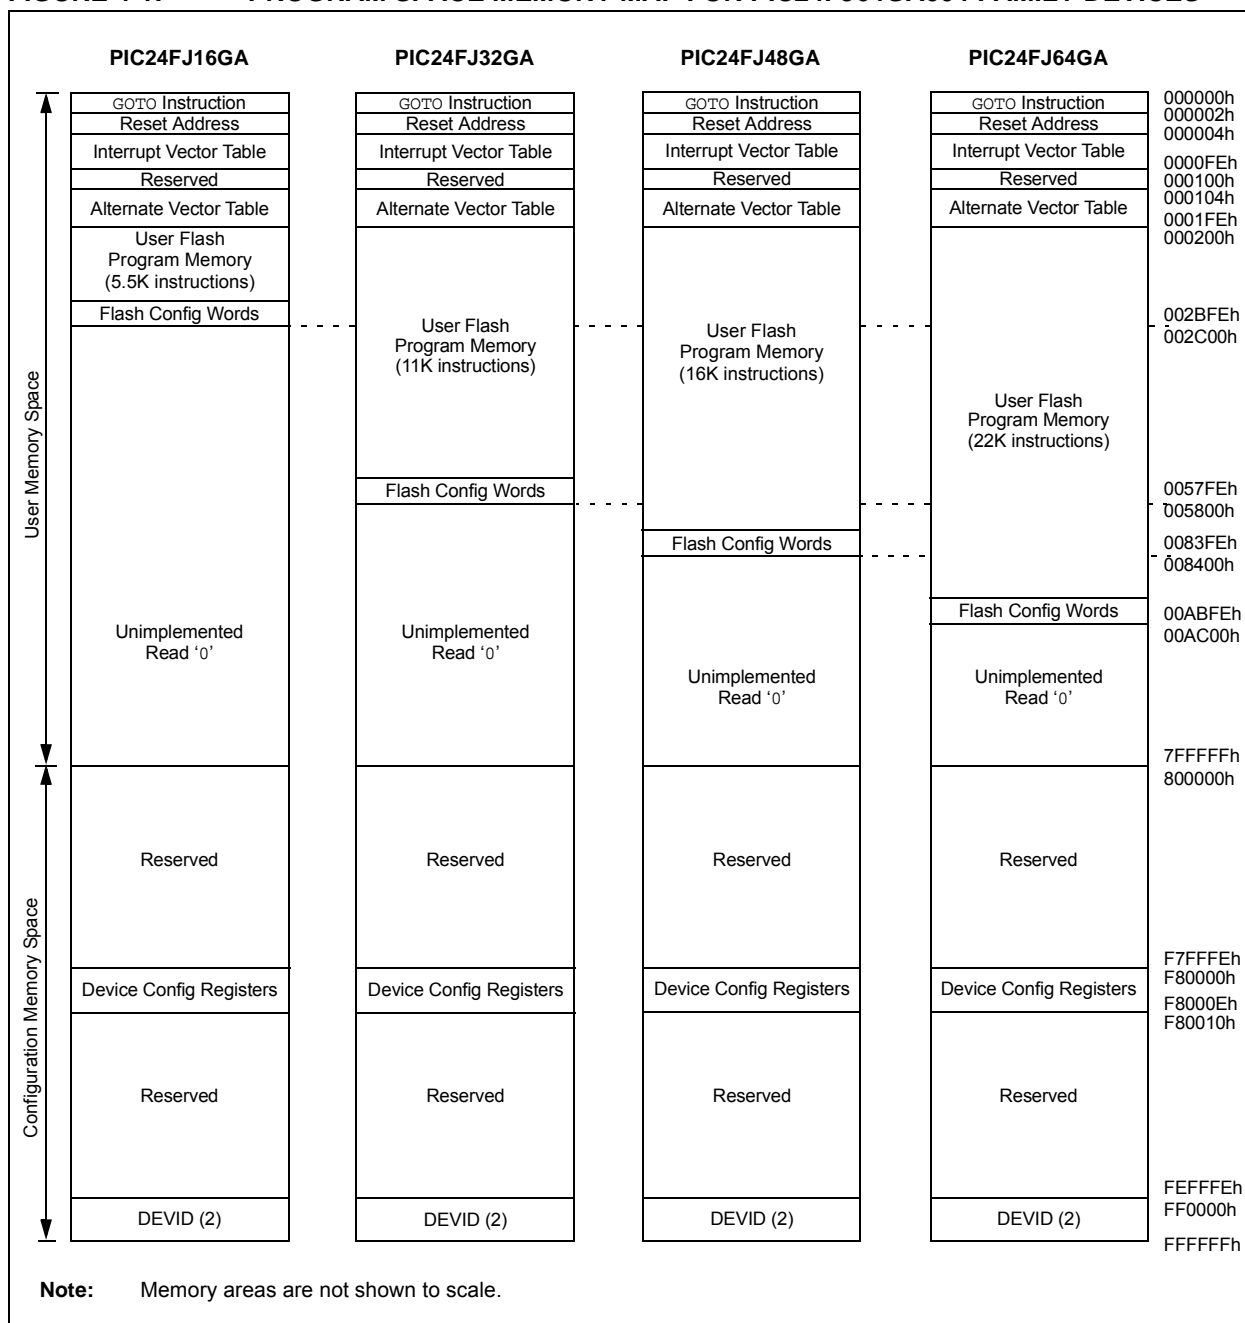 PIC24FJ16GA PIC24FJ32GA PIC24FJ48GA PIC24FJ64GA
GOTO Instruction GOTO Instruction GOTO Instruction GOTO Instruction 000000h
Reset Address Reset Address Reset Address Reset Address 000002h
000004h
Interrupt Vector Table Interrupt Vector Table Interrupt Vector Table Interrupt Vector Table 0000FEh
Reserved Reserved Reserved Reserved 000100h
000104h
Alternate Vector Table Alternate Vector Table Alternate Vector Table Alternate Vector Table 0001FEh
000200h
User Flash
Program Memory
(5.5K instructions)
Flash Config Words 002BFEh
002C00h
User Flash
Program Memory
(11K instructions)
User Flash
Program Memory
(16K instructions)
User Flash
Program Memory
(22K instructions)
User Memory Space
Flash Config Words 0057FEh
005800h
Flash Config Words 0083FEh
008400h
Flash Config Words 00ABFEh
00AC00h
Unimplemented
Read ‘0’
Unimplemented
Read ‘0’
Unimplemented
Read ‘0’
Unimplemented
Read ‘0’
7FFFFFh
800000h
Reserved Reserved Reserved Reserved
Configuration Memory Space
F7FFFEh
F80000h
Device Config Registers Device Config Registers Device Config Registers Device Config Registers
F8000Eh
F80010h
Reserved Reserved Reserved Reserved
FEFFFEh
FF0000h
DEVID (2) DEVID (2) DEVID (2) DEVID (2)
FFFFFFh
Note: Memory areas are not shown to scale.